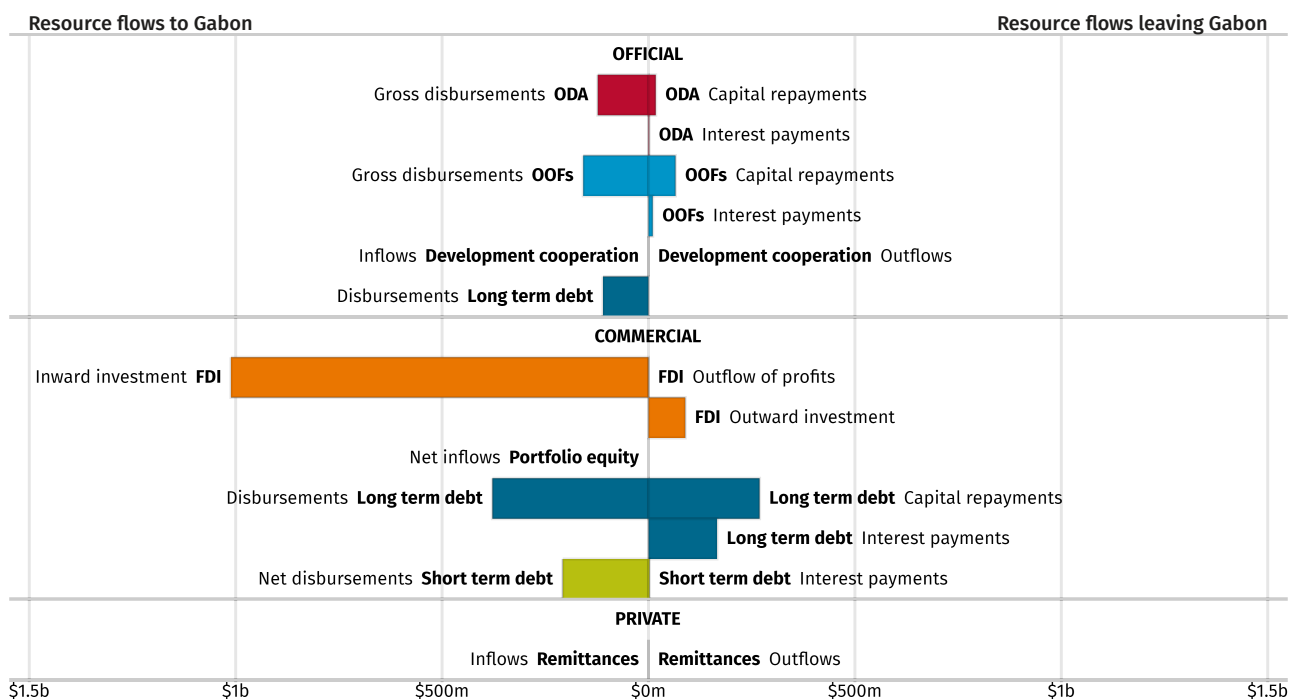 Resource flows to Gabon Resource flows leaving Gabon
OFFICIAL
Gross disbursements ODA ODA Capital repayments
ODA Interest payments
Gross disbursements OOFs OOFs Capital repayments
OOFs Interest payments
Inflows Development cooperation Development cooperation Outflows
Disbursements Long term debt
COMMERCIAL
Inward investment FDI FDI Outflow of profits
FDI Outward investment
Net inflows Portfolio equity
Disbursements Long term debt Long term debt Capital repayments
Long term debt Interest payments
Net disbursements Short term debt Short term debt Interest payments
PRIVATE
Inflows Remittances Remittances Outflows
$1.5b $1b $500m $0m $500m $1b $1.5b